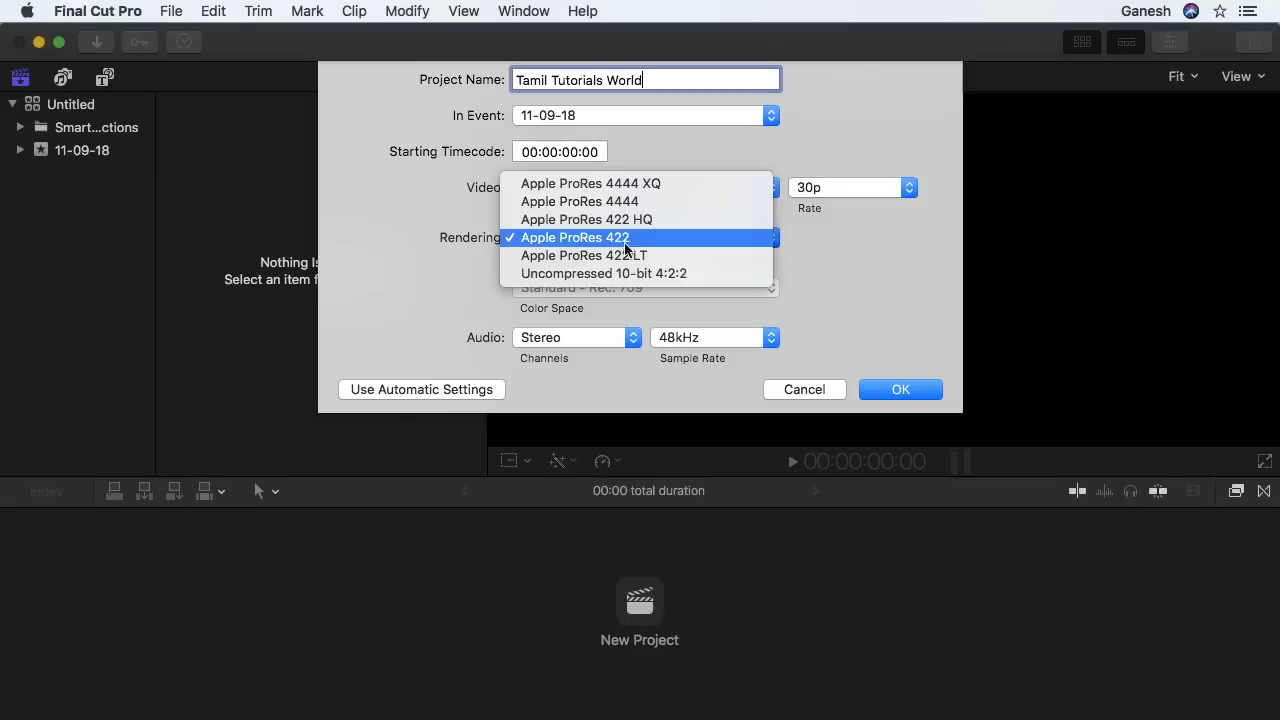 Final Cut Pro File Edit Trim Mark Clip Modify View Window Help Ganesh
Fit View
Project Name: Tamil Tutorials World
In Event: 11-09-18
Starting Timecode: 00:00:00:00
Untitled
Smart...ctions
11-09-18
Video
30p
Rate
Apple ProRes 4444 XQ
Apple ProRes 4444
Apple ProRes 422 HQ
Rendering ✓ Apple ProRes 422
Apple ProRes 422 LT
Uncompressed 10-bit 4:2:2
Standard - Rec. 709
Color Space
Nothing Is
Select an item f
Audio: Stereo 48kHz
Channels Sample Rate
Use Automatic Settings Cancel OK
00:00:00:00
Index 00:00 total duration
New Project